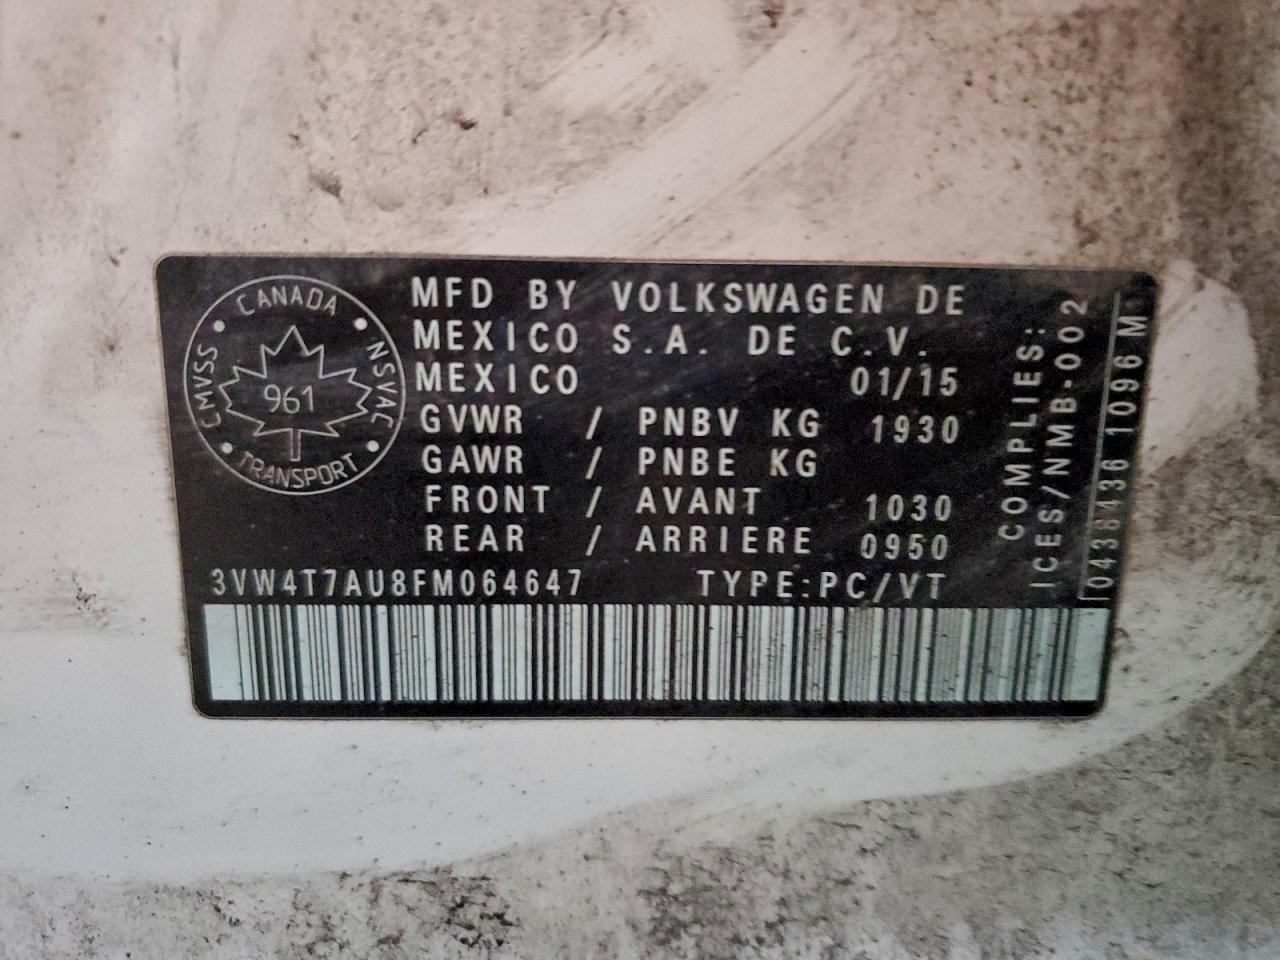 CANADA
CMVSS
NSVAC
961
TRANSPORT
MFD BY VOLKSWAGEN DE
MEXICO S.A. DE C.V.
MEXICO 01/15
GVWR / PNBV KG 1930
GAWR / PNBE KG
FRONT / AVANT 1030
REAR / ARRIERE 0950
3VW4T7AU8FM064647 TYPE:PC/VT
COMPLIES:
ICES/NMB-002
0436436 1096 M